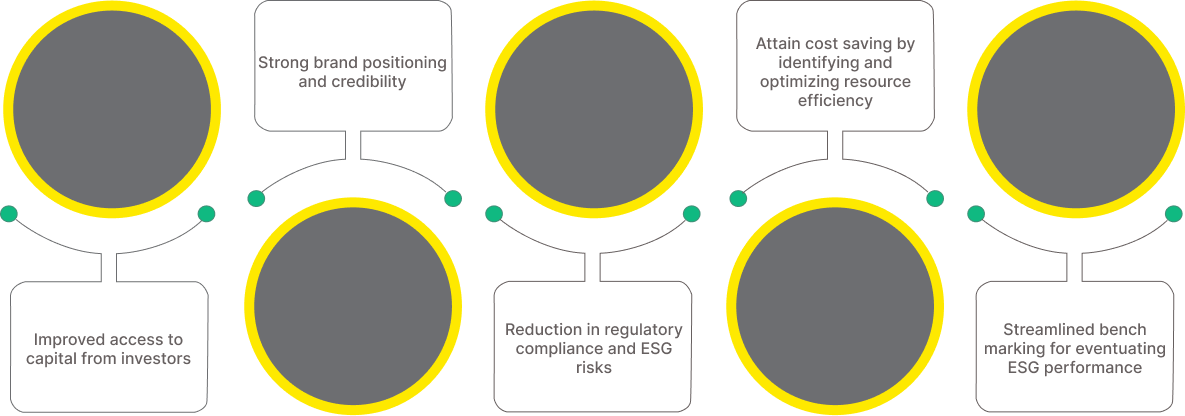 Improved access to
capital from investors
Strong brand positioning
and credibility
Reduction in regulatory
compliance and ESG
risks
Attain cost saving by
identifying and
optimizing resource
efficiency
Streamlined bench
marking for eventuating
ESG performance